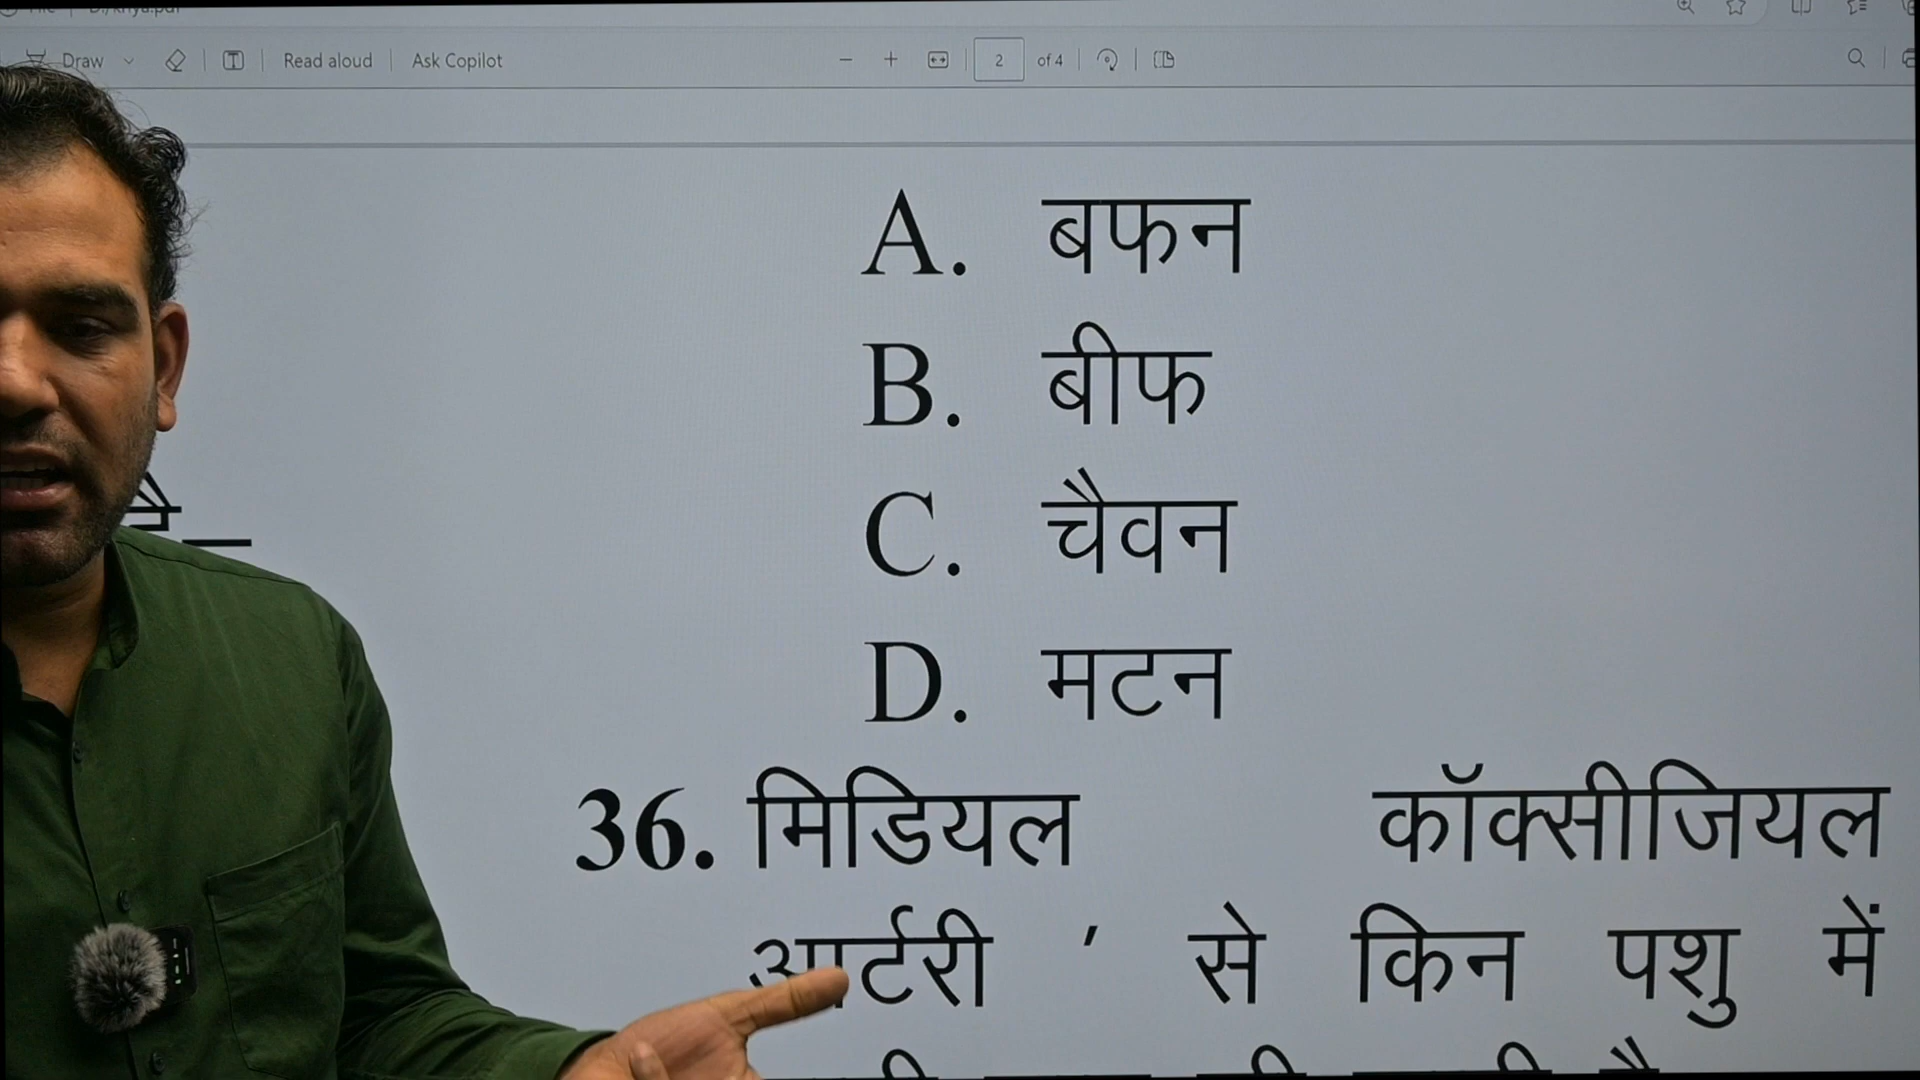 Draw
Read aloud
Ask Copilot
2
of 4
A. बफन
B. बीफ
C. चैवन
D. मटन
36. मिडियल कॉक्सीजियल
आर्टरी ' से किन पशु में